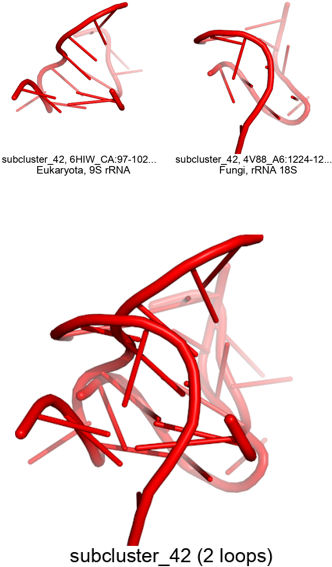 subcluster_42, 6HIW_CA:97-102...
Eukaryota, 9S rRNA
subcluster_42, 4V88_A6:1224-12...
Fungi, rRNA 18S
subcluster_42 (2 loops)